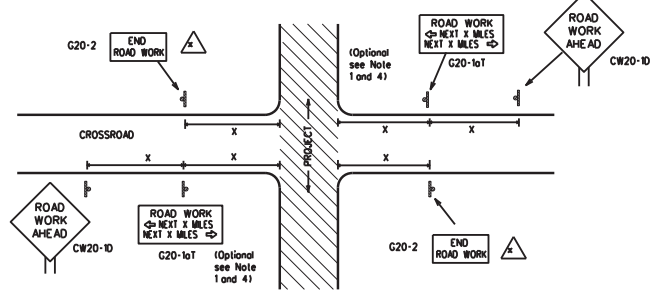 ROAD WORK
⇦ NEXT X MILES
NEXT X MILES ⇨
ROAD
WORK
AHEAD
G20-2
END
ROAD WORK
x
(Optional
see Note
1 and 4)
G20-1aT
CW20-1D
X
X
X
CROSSROAD
PROJECT
X
X
X
ROAD
WORK
AHEAD
CW20-1D
ROAD WORK
⇦ NEXT X MILES
NEXT X MILES ⇨
G20-1aT
(Optional
see Note
1 and 4)
G20-2
END
ROAD WORK
x